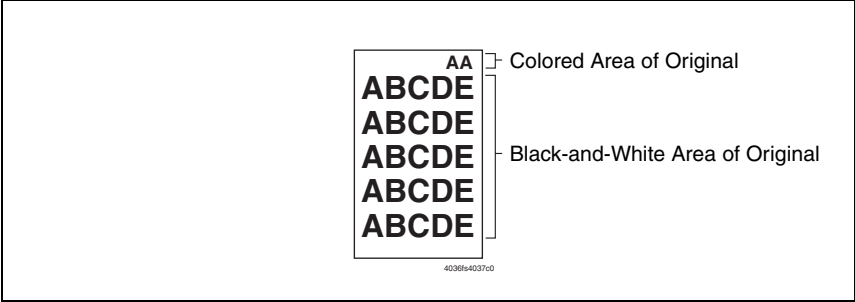 AA Colored Area of Original
ABCDE
ABCDE
ABCDE Black-and-White Area of Original
ABCDE
ABCDE
4036fs4037c0